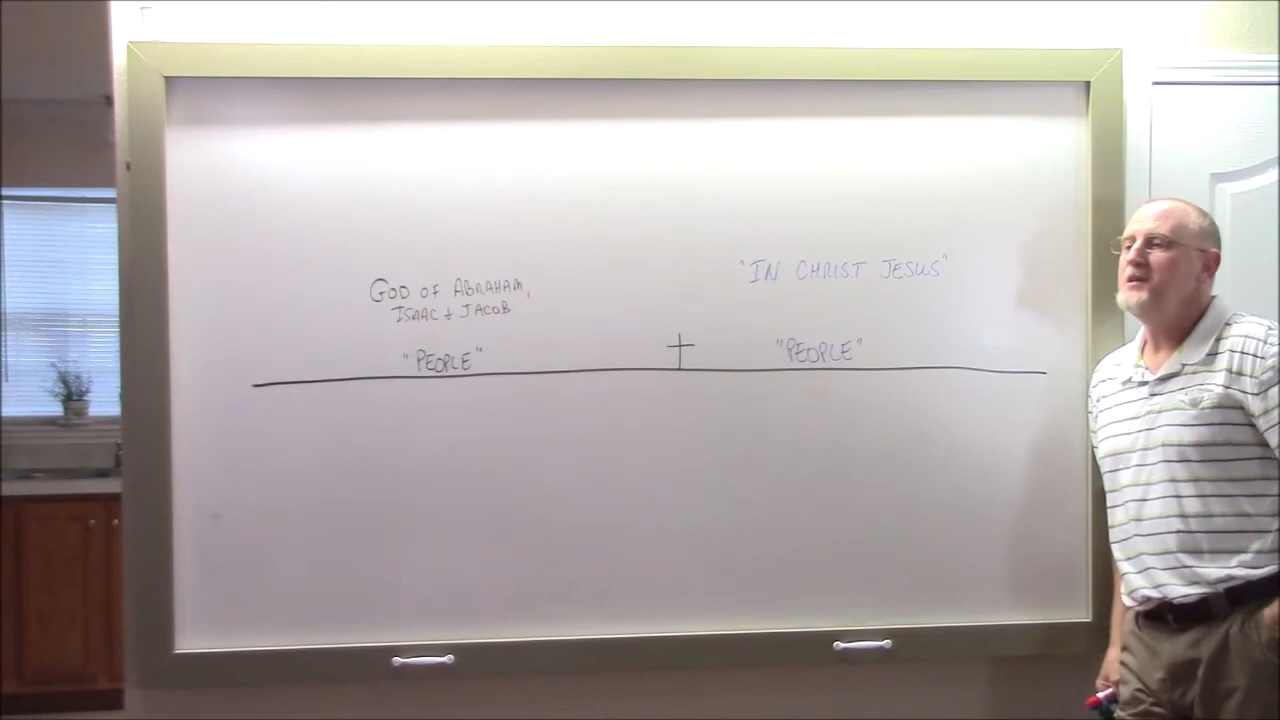 GOD OF ABRAHAM,
ISAAC & JACOB
"PEOPLE"
"IN CHRIST JESUS"
"PEOPLE"